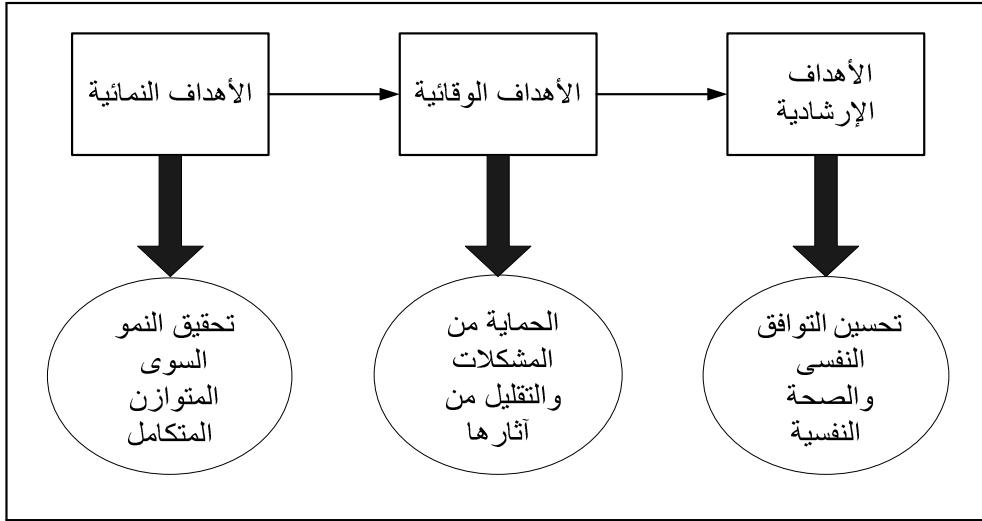 الأهداف النمائية
الأهداف الوقائية
الأهداف
الإرشادية
تحقيق النمو
السوى
المتوازن
المتكامل
الحماية من
المشكلات
والتقليل من
آثارها
تحسين التوافق
النفسى
والصحة
النفسية